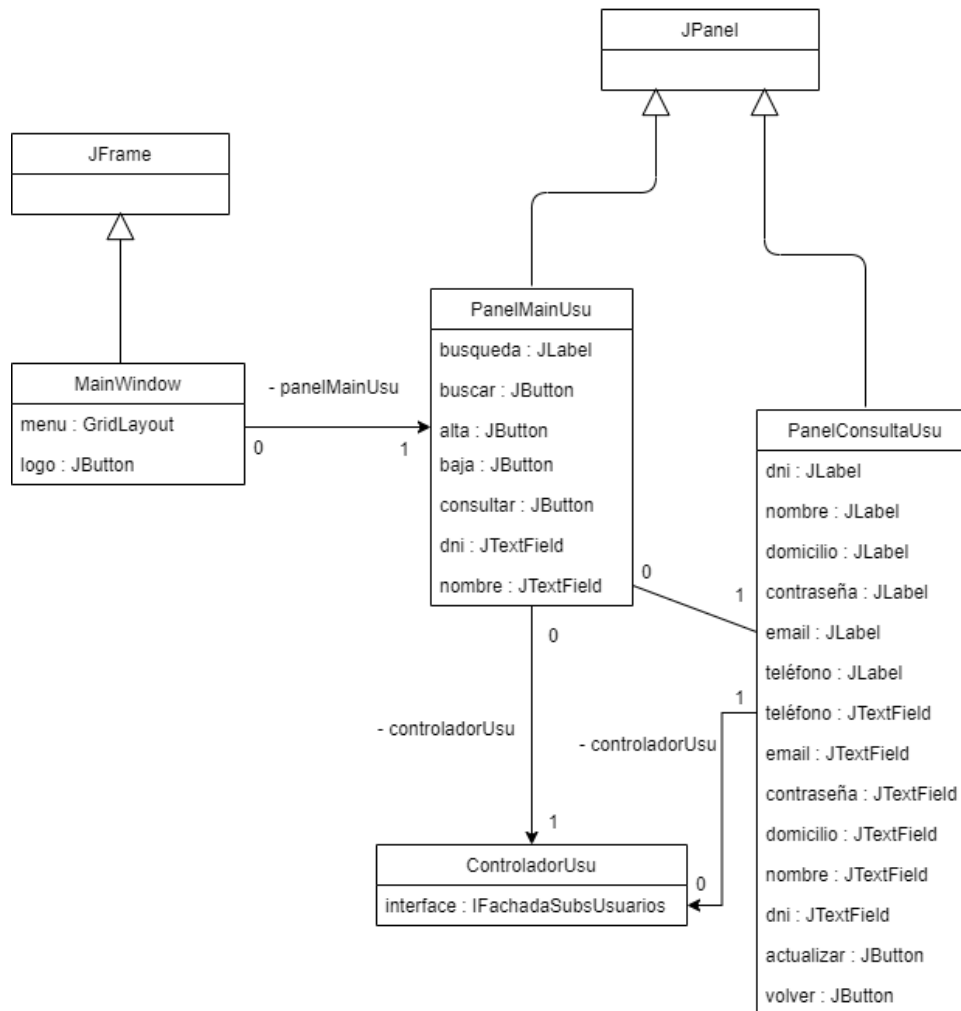 JPanel
JFrame
PanelMainUsu
busqueda : JLabel
buscar : JButton
alta : JButton
baja : JButton
consultar : JButton
dni : JTextField
nombre : JTextField
MainWindow
menu : GridLayout
logo : JButton
- panelMainUsu
0
1
PanelConsultaUsu
dni : JLabel
nombre : JLabel
domicilio : JLabel
contraseña : JLabel
email : JLabel
teléfono : JLabel
teléfono : JTextField
email : JTextField
contraseña : JTextField
domicilio : JTextField
nombre : JTextField
dni : JTextField
actualizar : JButton
volver : JButton
0
1
0
- controladorUsu
1
1
- controladorUsu
0
ControladorUsu
interface : IFachadaSubsUsuarios